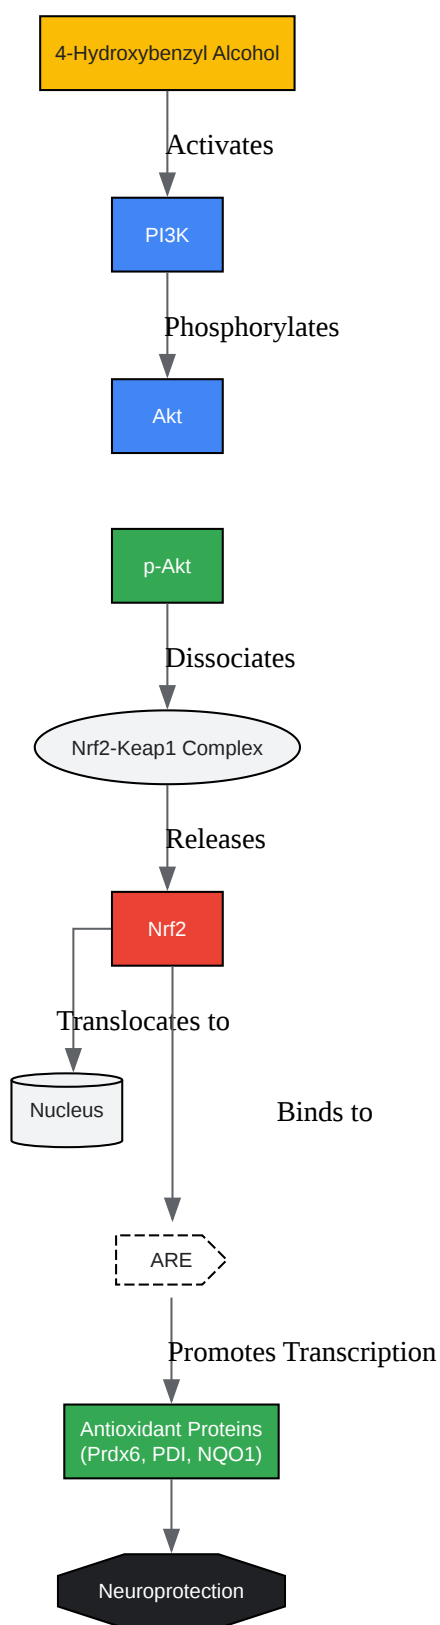 4-Hydroxybenzyl Alcohol
Activates
PI3K
Phosphorylates
Akt
p-Akt
Dissociates
Nrf2-Keap1 Complex
Releases
Nrf2
Translocates to
Nucleus
Binds to
ARE
Promotes Transcription
Antioxidant Proteins
(Prdx6, PDI, NQO1)
Neuroprotection